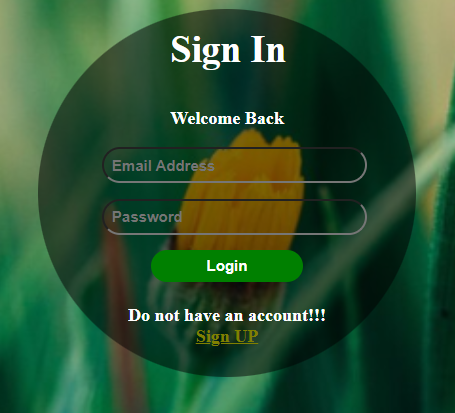 Sign In
Welcome Back
Email Address
Password
Login
Do not have an account!!!
Sign UP